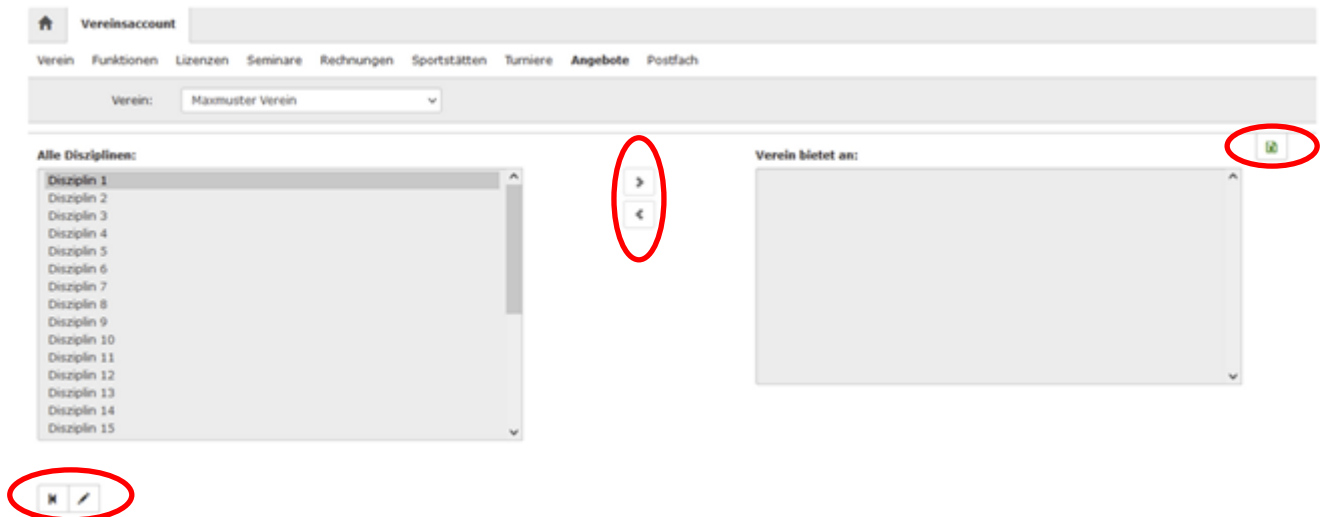 Vereinsaccount
Verein Funktionen Lizenzen Seminare Rechnungen Sportstätten Turniere Angebote Postfach
Verein: Maxmuster Verein
Alle Disziplinen: Verein bietet an:
Disziplin 1
Disziplin 2
Disziplin 3
Disziplin 4
Disziplin 5
Disziplin 6
Disziplin 7
Disziplin 8
Disziplin 9
Disziplin 10
Disziplin 11
Disziplin 12
Disziplin 13
Disziplin 14
Disziplin 15